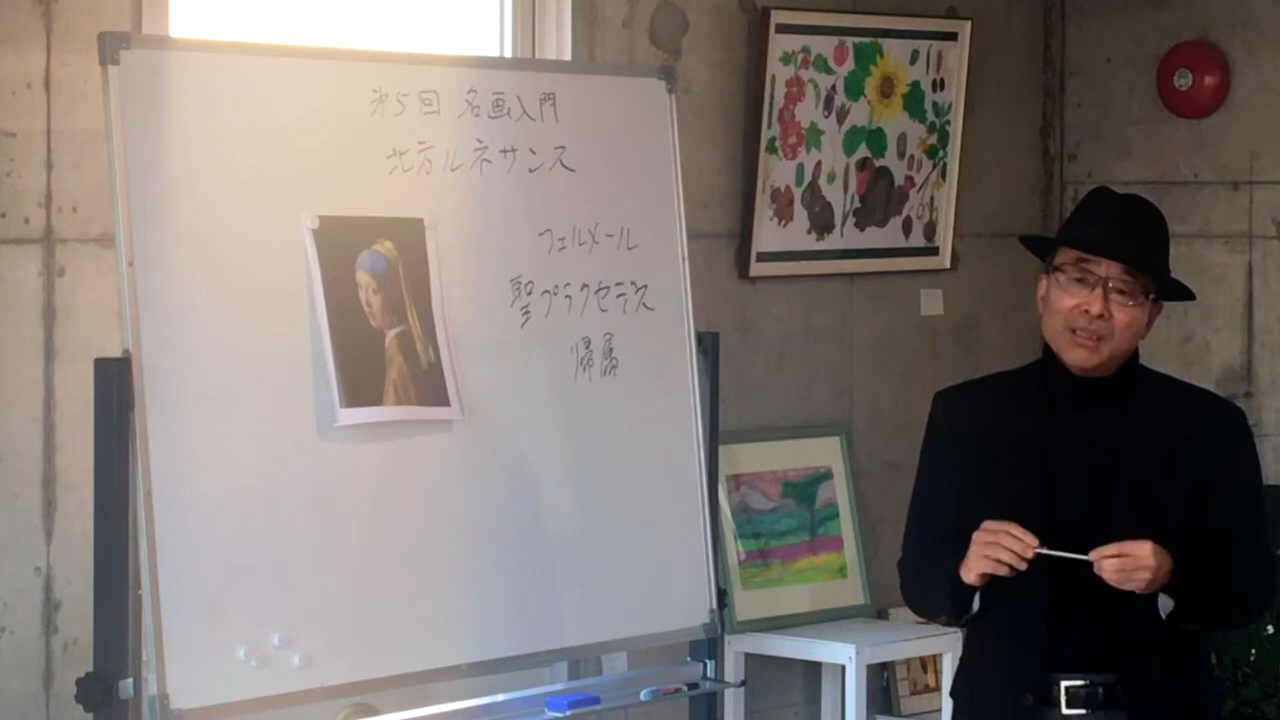 第5回 名画入門
北方ルネサンス
フェルメール
聖プラクセデス
帰属